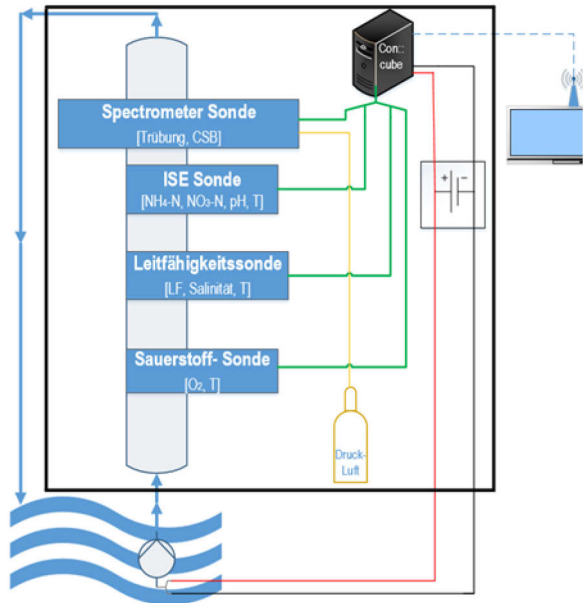 Con::
cube
Spectrometer Sonde
[Trübung, CSB]
ISE Sonde
[NH4-N, NO3-N, pH, T]
+ −
Leitfähigkeitssonde
[LF, Salinität, T]
Sauerstoff- Sonde
[O2, T]
Druck-
Luft